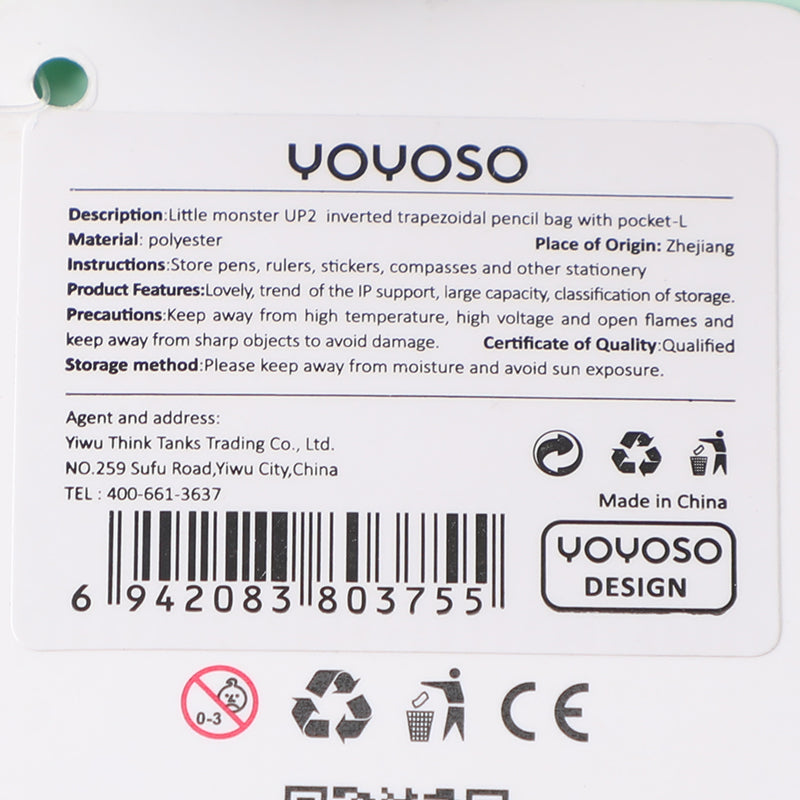 YOYOSO
Description:Little monster UP2 inverted trapezoidal pencil bag with pocket-L
Material: polyester
Place of Origin: Zhejiang
Instructions:Store pens, rulers, stickers, compasses and other stationery
Product Features:Lovely, trend of the IP support, large capacity, classification of storage.
Precautions:Keep away from high temperature, high voltage and open flames and
keep away from sharp objects to avoid damage.
Certificate of Quality:Qualified
Storage method:Please keep away from moisture and avoid sun exposure.
Agent and address:
Yiwu Think Tanks Trading Co., Ltd.
NO.259 Sufu Road,Yiwu City,China
TEL : 400-661-3637
Made in China
6 942083 803755
YOYOSO
DESIGN
0-3
CE